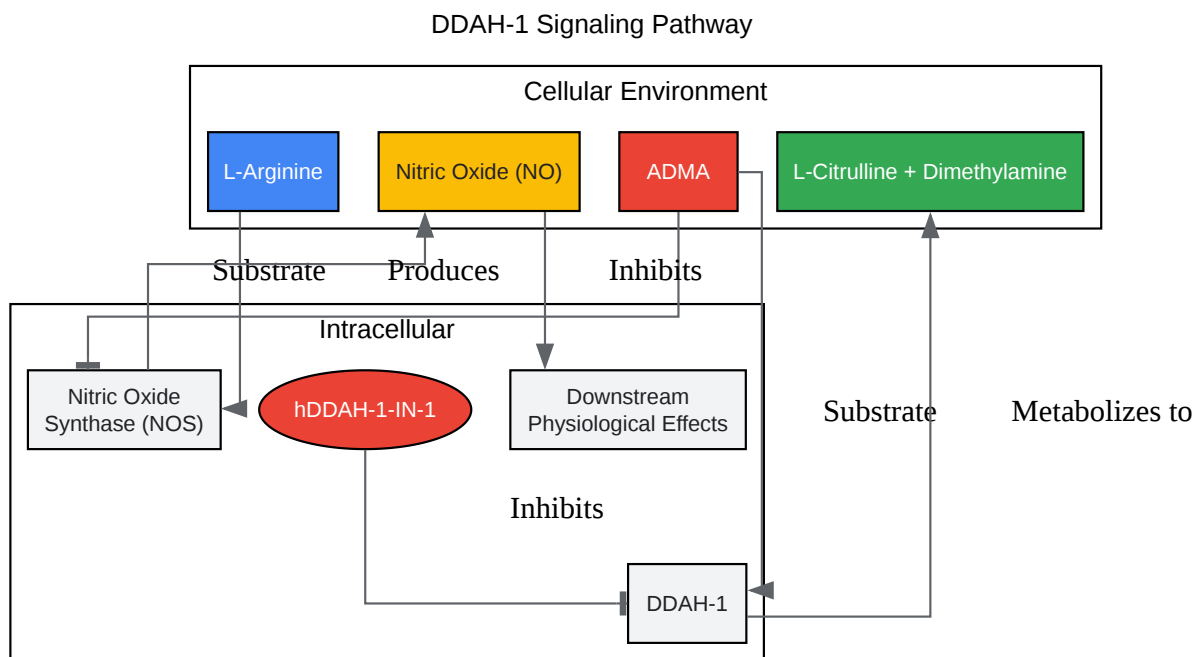 DDAH-1 Signaling Pathway
Cellular Environment
L-Arginine
Nitric Oxide (NO)
ADMA
L-Citrulline + Dimethylamine
Substrate
Produces
Inhibits
Intracellular
Nitric Oxide
Synthase (NOS)
hDDAH-1-IN-1
Downstream
Physiological Effects
Substrate
Metabolizes to
Inhibits
DDAH-1